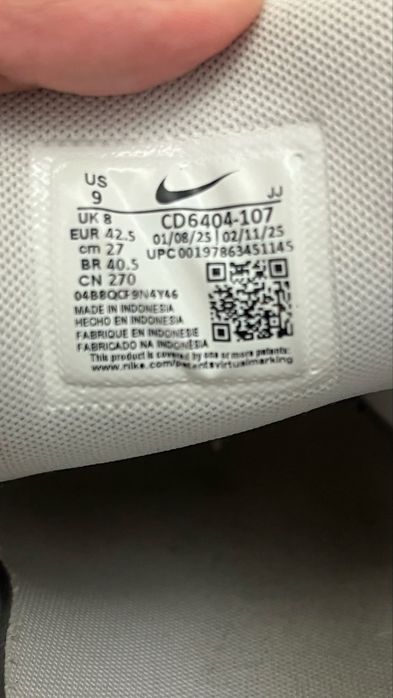 US
9
JJ
UK 8
CD6404-107
EUR 42.5
01/08/25 | 02/11/25
cm 27
UPC 00197863451145
BR 40.5
CN 270
04B8QCF9N4Y46
MADE IN INDONESIA
HECHO EN INDONESIA
FABRIQUE EN INDONESIE
FABRICADO NA INDONESIA
This product is covered by one or more patents:
www.nike.com/patentsvirtualmarking